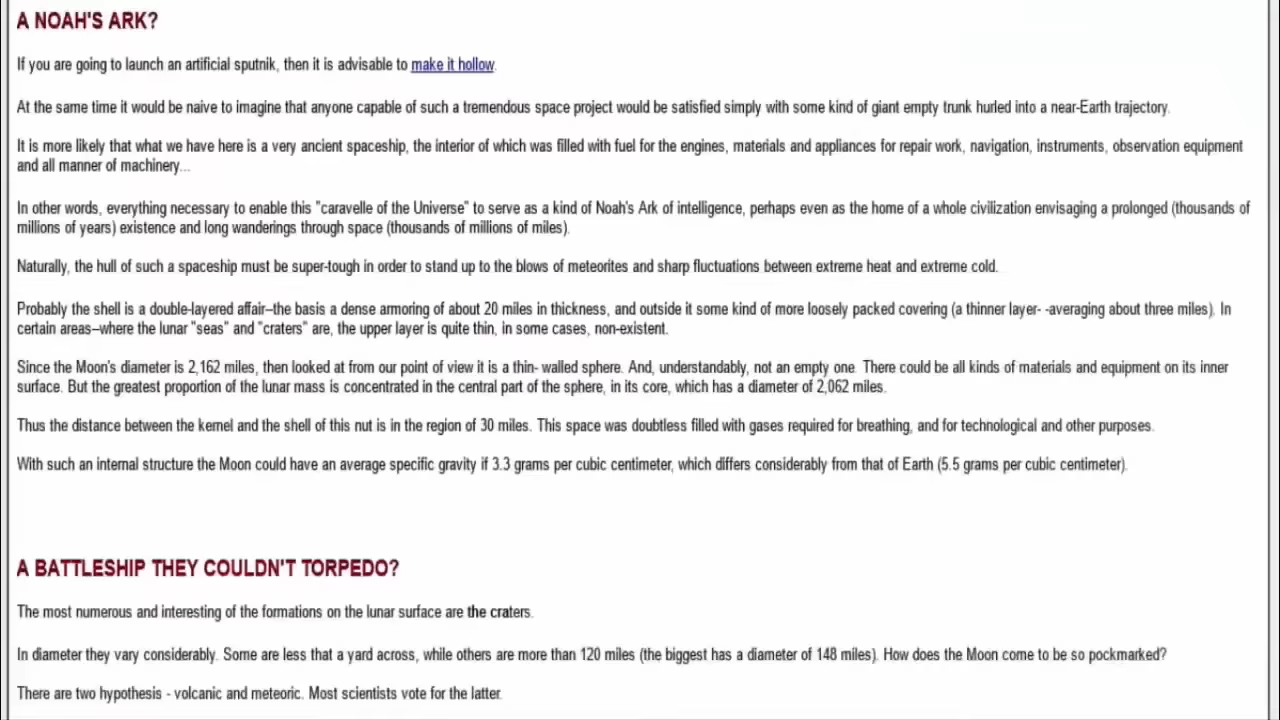 A NOAH'S ARK?
If you are going to launch an artificial sputnik, then it is advisable to make it hollow.
At the same time it would be naive to imagine that anyone capable of such a tremendous space project would be satisfied simply with some kind of giant empty trunk hurled into a near-Earth trajectory.
It is more likely that what we have here is a very ancient spaceship, the interior of which was filled with fuel for the engines, materials and appliances for repair work, navigation, instruments, observation equipment
and all manner of machinery...
In other words, everything necessary to enable this "caravelle of the Universe" to serve as a kind of Noah's Ark of intelligence, perhaps even as the home of a whole civilization envisaging a prolonged (thousands of
millions of years) existence and long wanderings through space (thousands of millions of miles).
Naturally, the hull of such a spaceship must be super-tough in order to stand up to the blows of meteorites and sharp fluctuations between extreme heat and extreme cold.
Probably the shell is a double-layered affair--the basis a dense armoring of about 20 miles in thickness, and outside it some kind of more loosely packed covering (a thinner layer- -averaging about three miles). In
certain areas--where the lunar "seas" and "craters" are, the upper layer is quite thin, in some cases, non-existent.
Since the Moon's diameter is 2,162 miles, then looked at from our point of view it is a thin- walled sphere. And, understandably, not an empty one. There could be all kinds of materials and equipment on its inner
surface. But the greatest proportion of the lunar mass is concentrated in the central part of the sphere, in its core, which has a diameter of 2,062 miles.
Thus the distance between the kernel and the shell of this nut is in the region of 30 miles. This space was doubtless filled with gases required for breathing, and for technological and other purposes.
With such an internal structure the Moon could have an average specific gravity if 3.3 grams per cubic centimeter, which differs considerably from that of Earth (5.5 grams per cubic centimeter).
A BATTLESHIP THEY COULDN'T TORPEDO?
The most numerous and interesting of the formations on the lunar surface are the craters.
In diameter they vary considerably. Some are less that a yard across, while others are more than 120 miles (the biggest has a diameter of 148 miles). How does the Moon come to be so pockmarked?
There are two hypothesis - volcanic and meteoric. Most scientists vote for the latter.